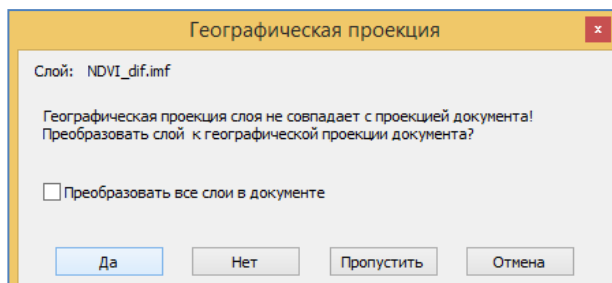 Географическая проекция
x
Слой: NDVI_dif.imf
Географическая проекция слоя не совпадает с проекцией документа!
Преобразовать слой к географической проекции документа?
Преобразовать все слои в документе
Да Нет Пропустить Отмена